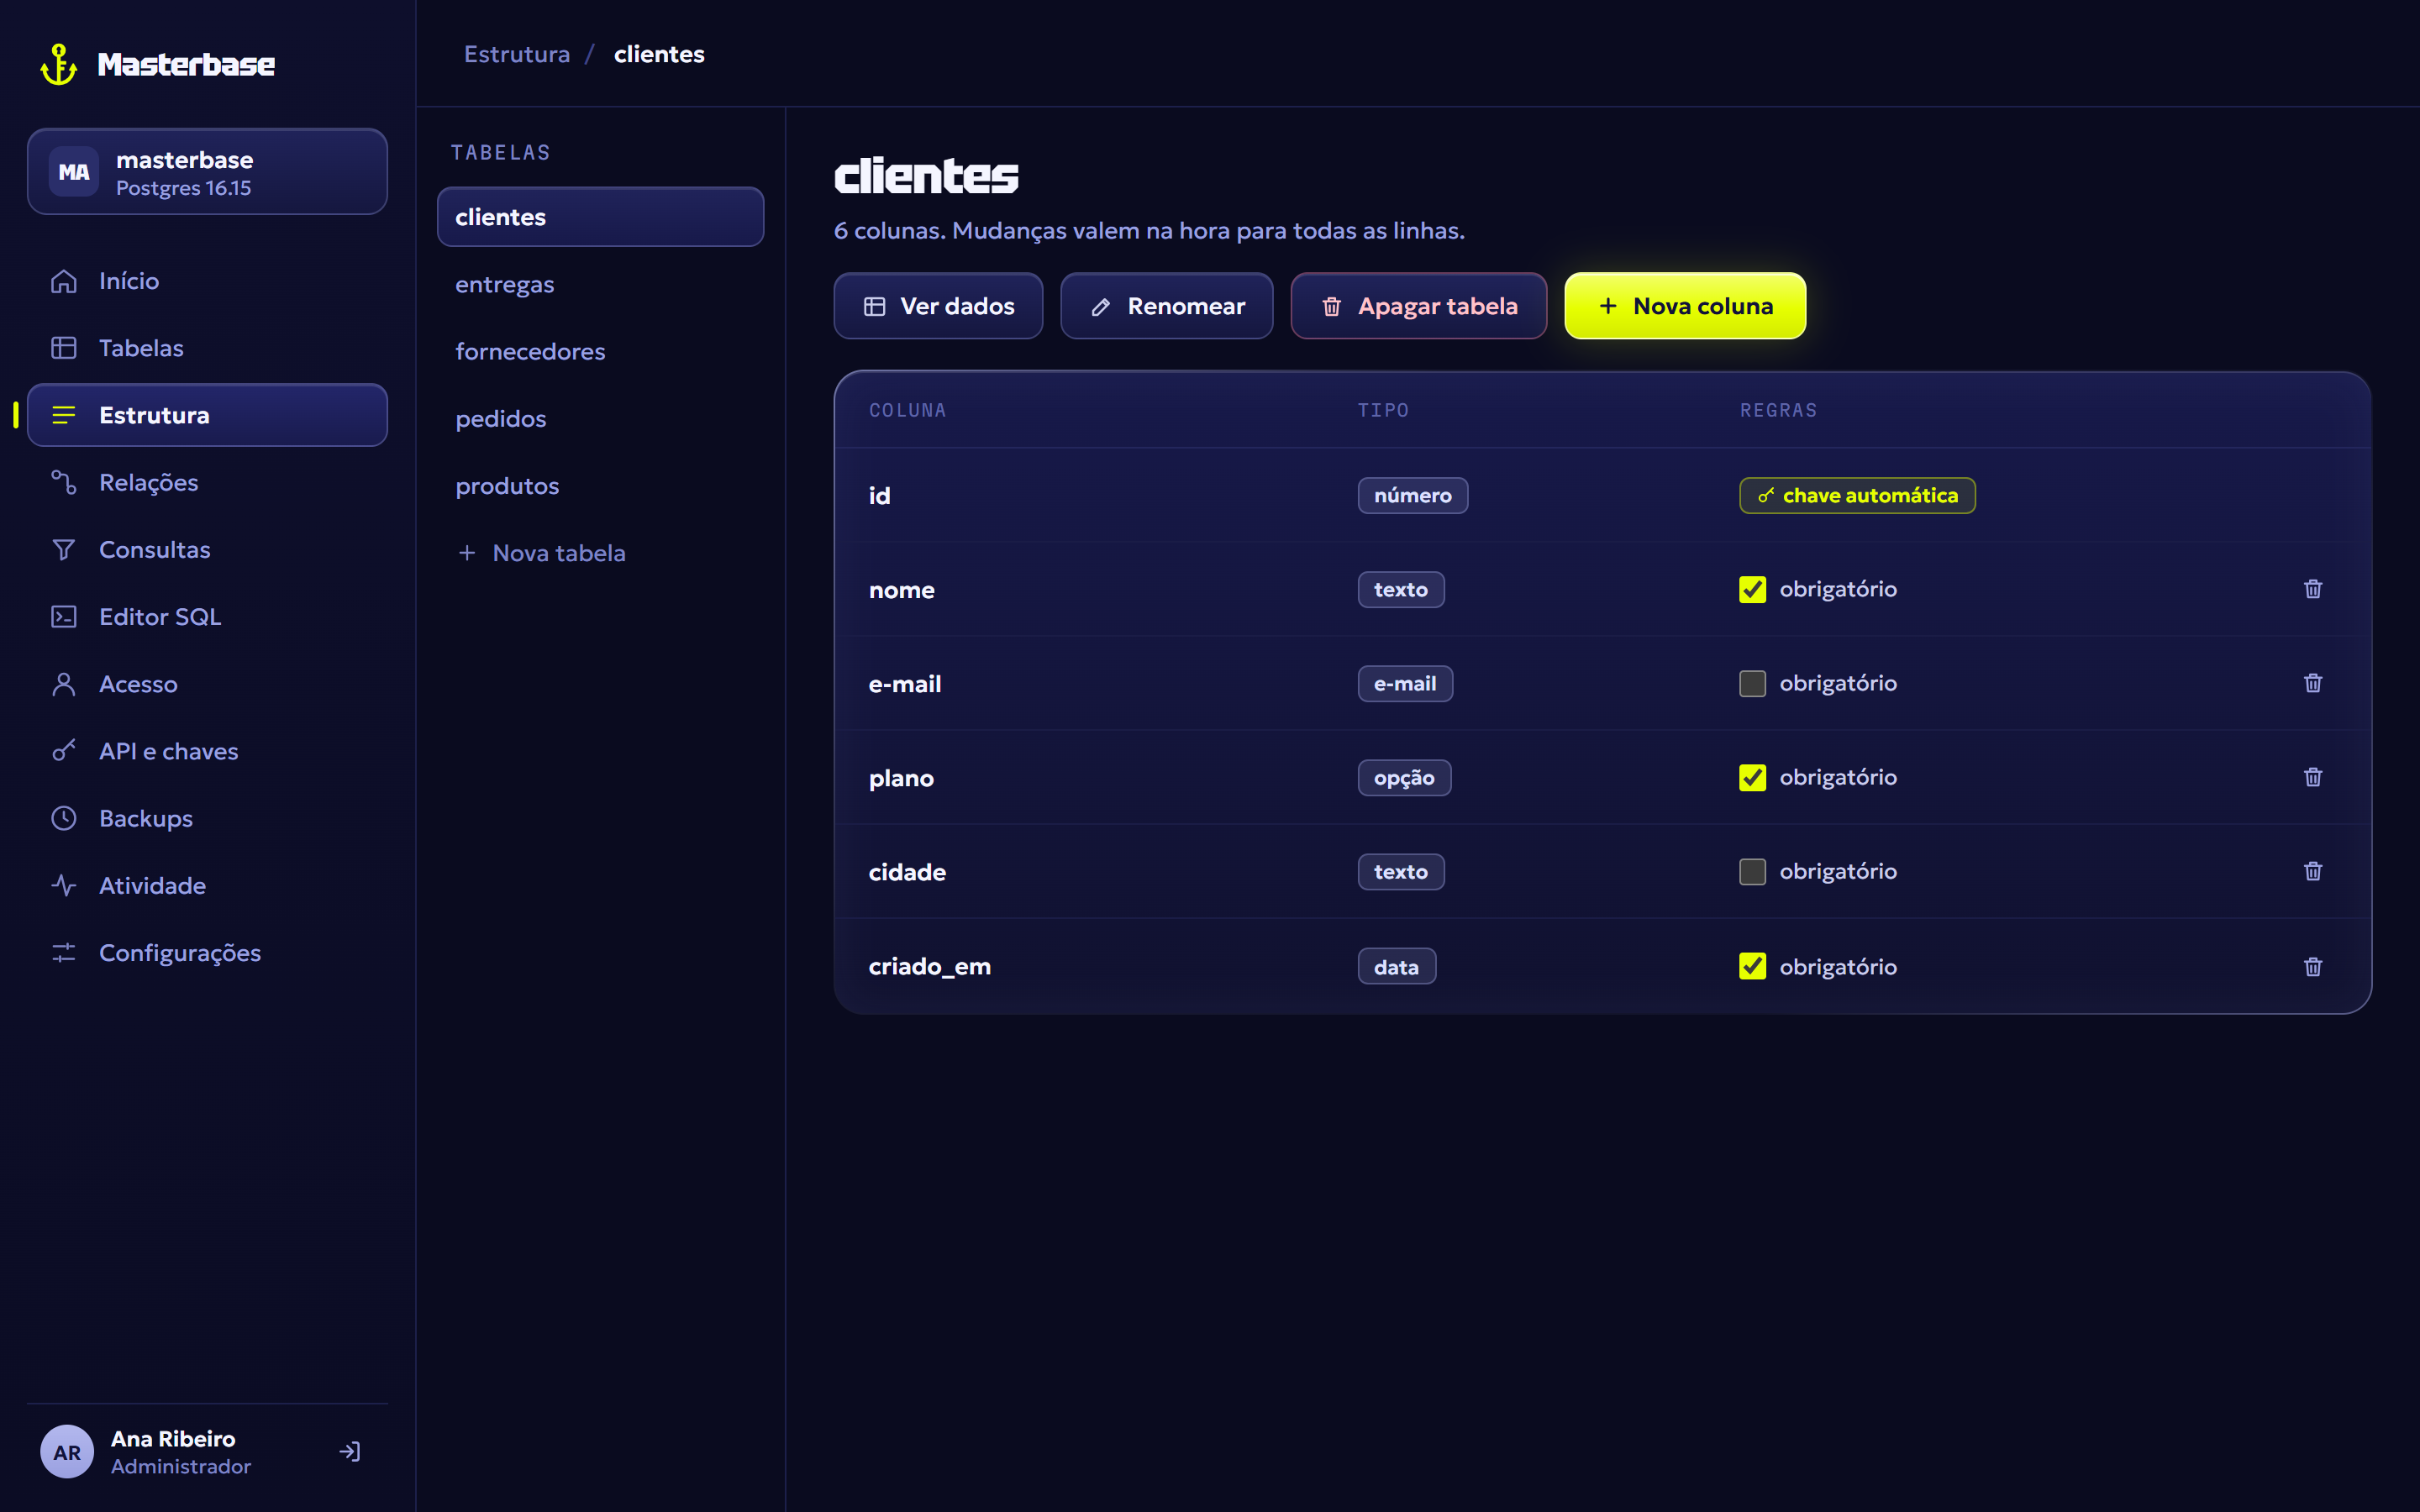 Masterbase
MA
masterbase
Postgres 16.15
Início
Tabelas
Estrutura
Relações
Consultas
Editor SQL
Acesso
API e chaves
Backups
Atividade
Configurações
AR
Ana Ribeiro
Administrador
Estrutura / clientes
TABELAS
clientes
entregas
fornecedores
pedidos
produtos
+ Nova tabela
clientes
6 colunas. Mudanças valem na hora para todas as linhas.
Ver dados Renomear Apagar tabela + Nova coluna
COLUNA TIPO REGRAS
id número chave automática
nome texto obrigatório
e-mail e-mail obrigatório
plano opção obrigatório
cidade texto obrigatório
criado_em data obrigatório